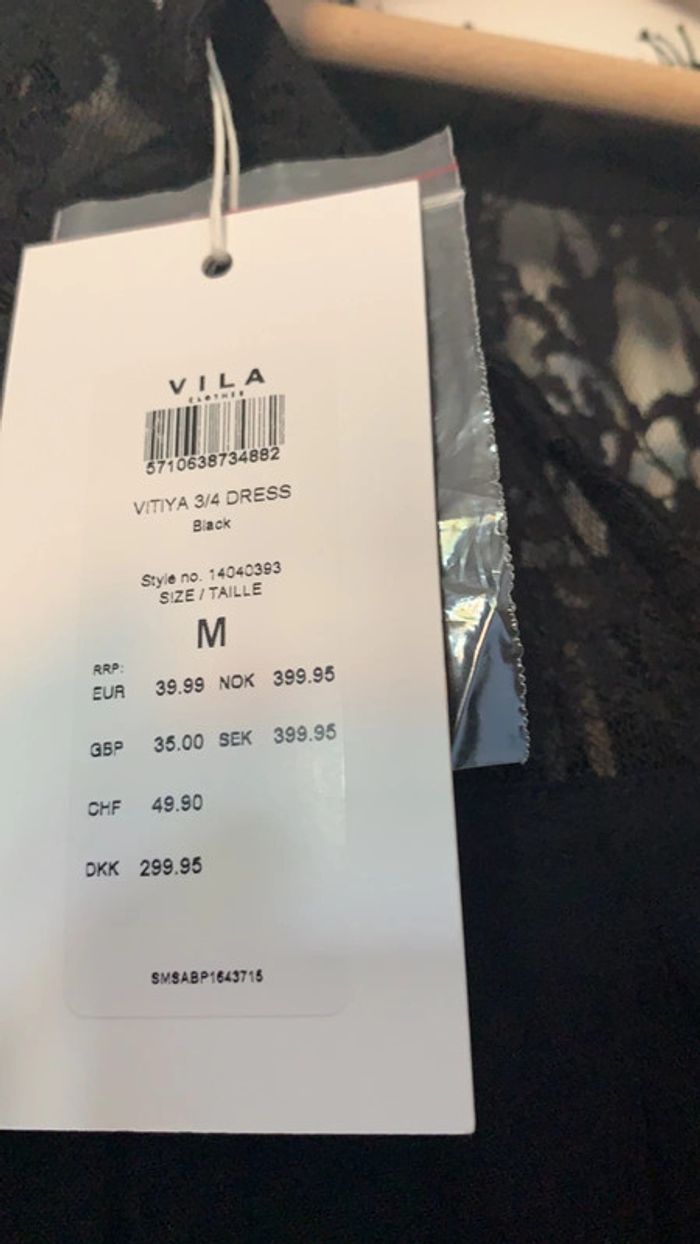 VILA
CLOTHES
5710638734882
VITIYA 3/4 DRESS
Black
Style no. 14040393
SIZE / TAILLE
M
RRP:
EUR 39.99 NOK 399.95
GBP 35.00 SEK 399.95
CHF 49.90
DKK 299.95
SMSABP1643715